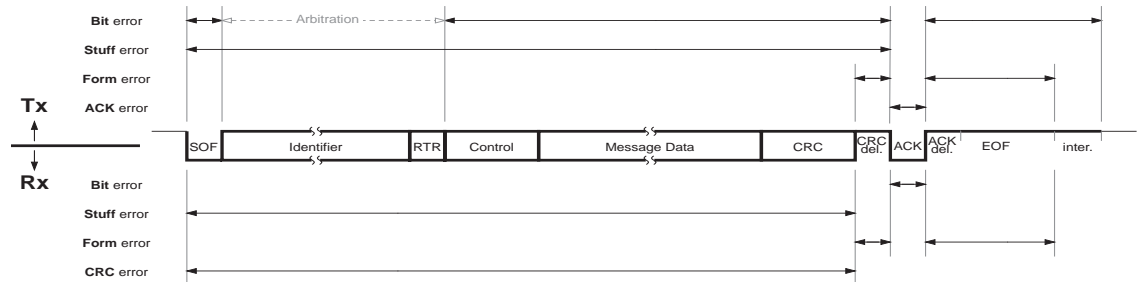 Bit error
Arbitration
Stuff error
Form error
Tx
ACK error
SOF Identifier RTR Control Message Data CRC CRC del. ACK ACK del. EOF inter.
Rx
Bit error
Stuff error
Form error
CRC error